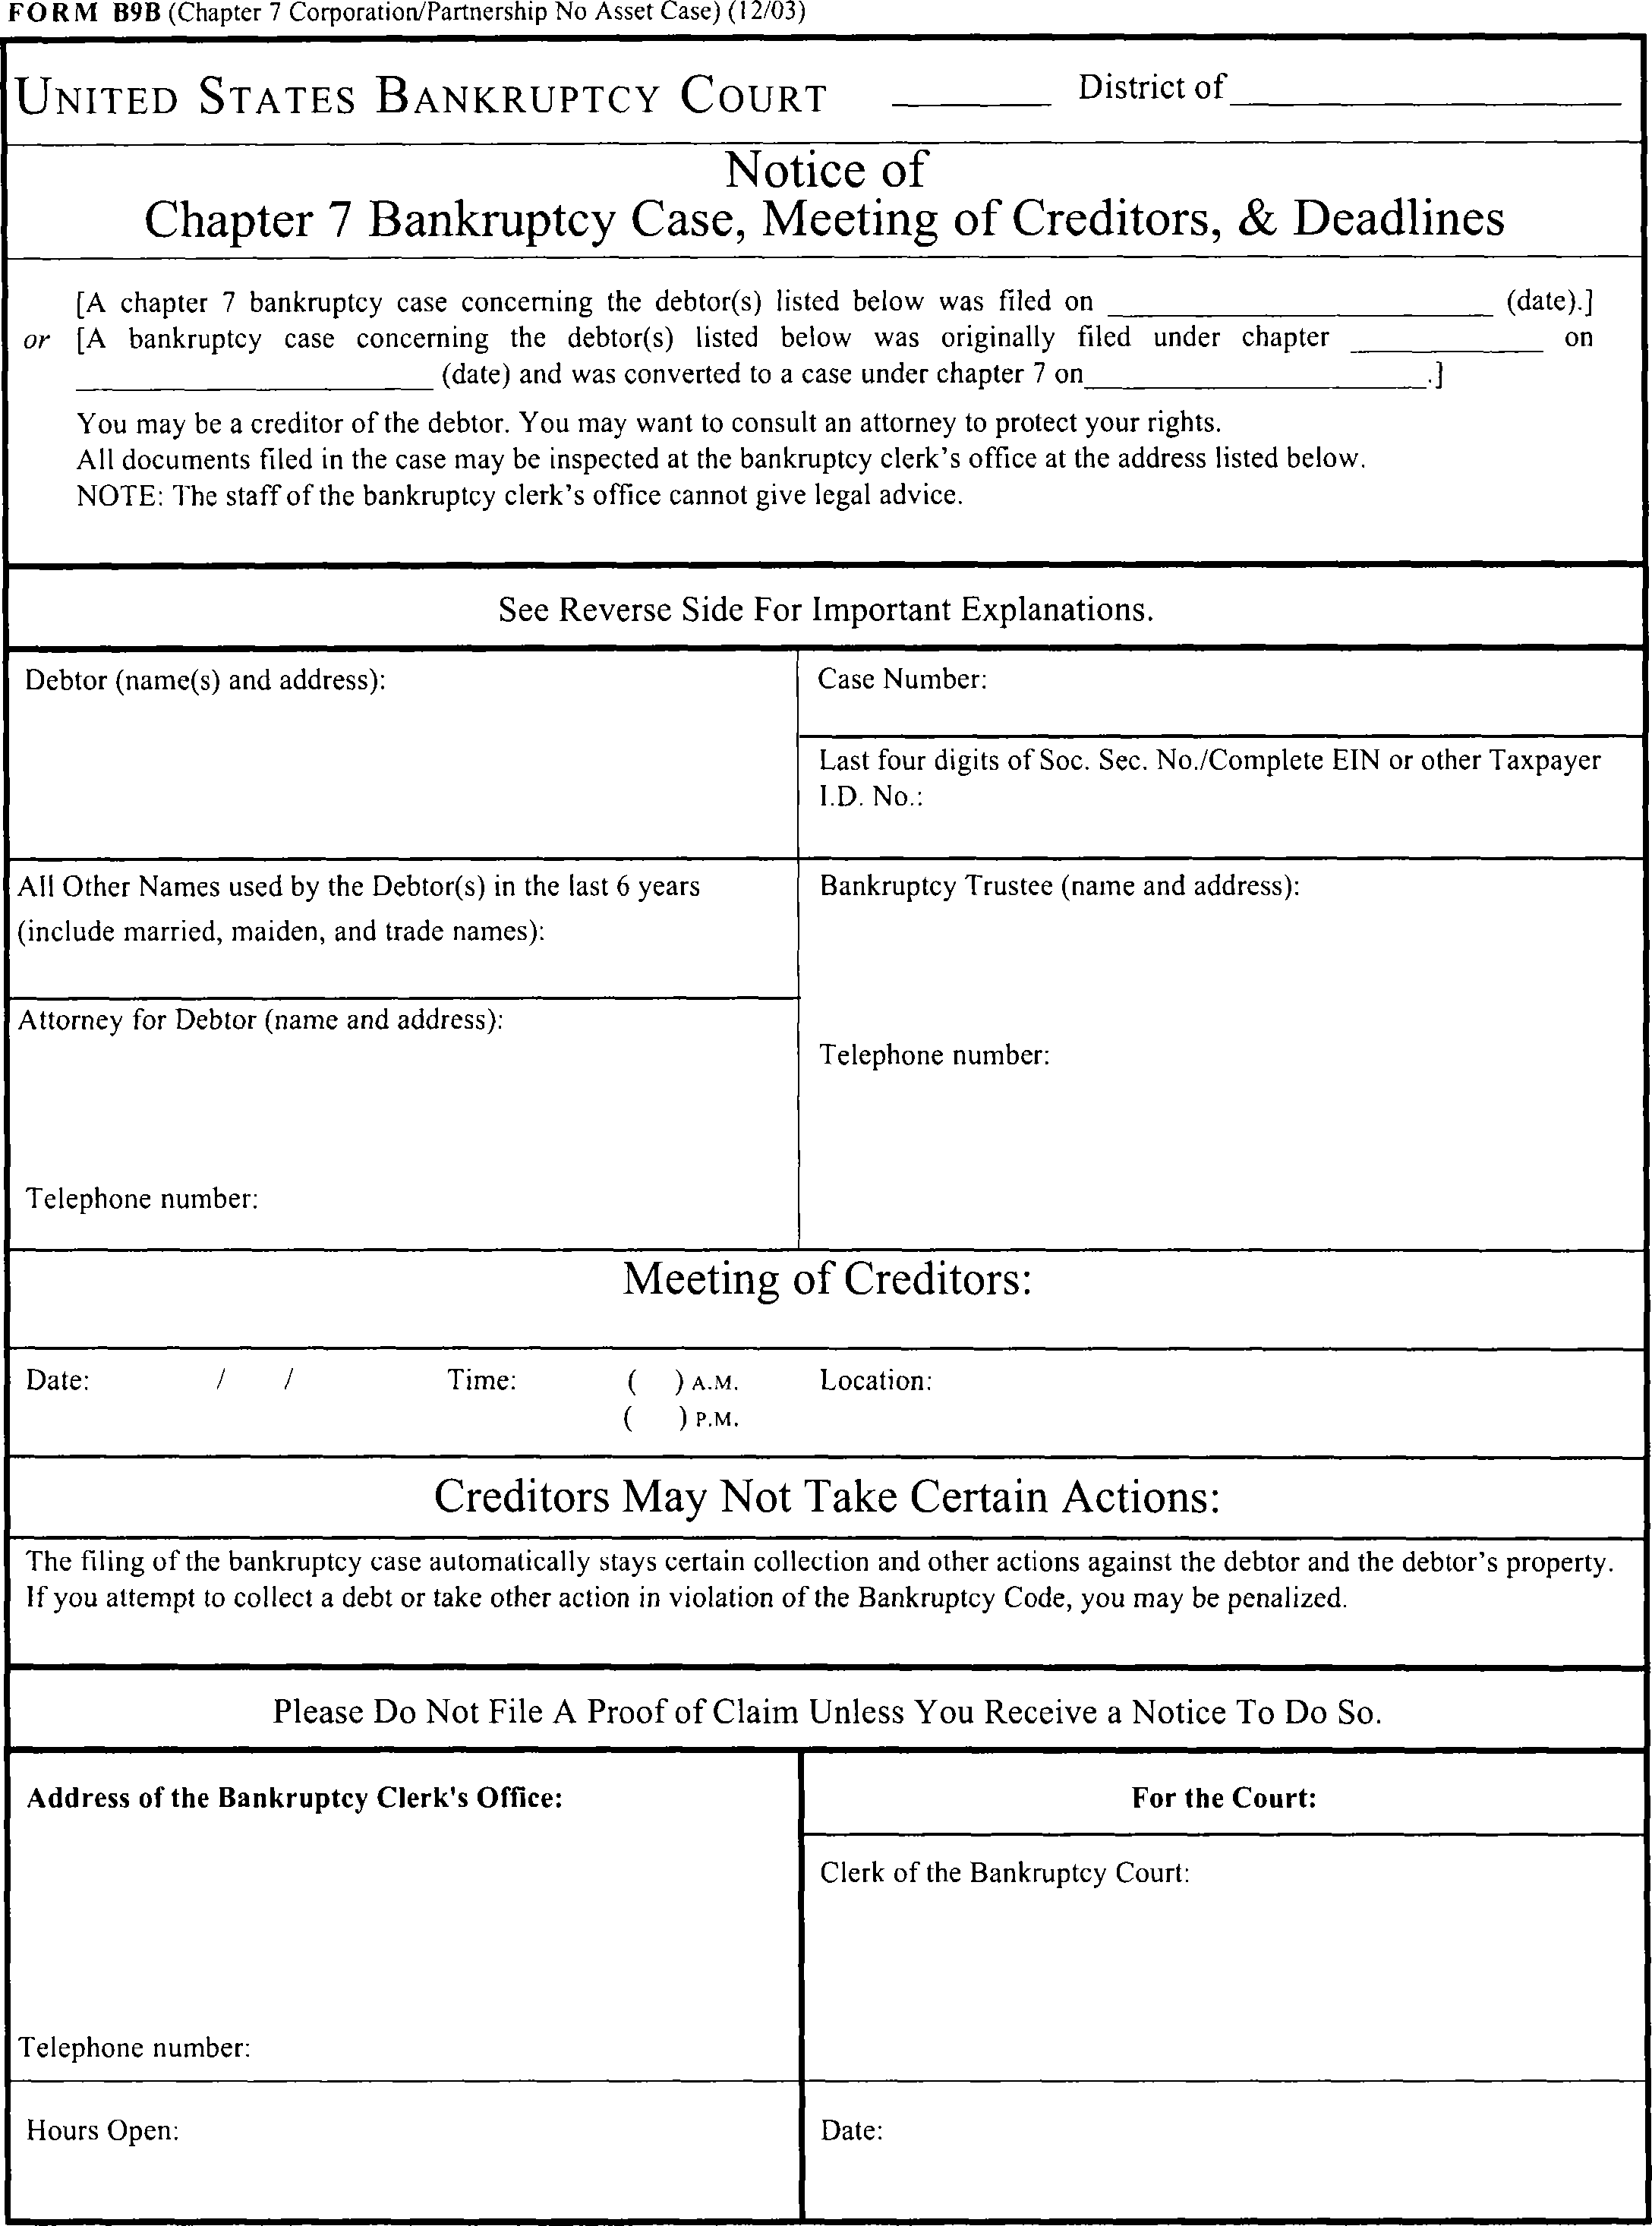 FORM B9B (Chapter 7 Corporation/Partnership No Asset Case) (12/03)
UNITED STATES BANKRUPTCY COURT ________ District of ____________________
Notice of
Chapter 7 Bankruptcy Case, Meeting of Creditors, & Deadlines
[A chapter 7 bankruptcy case concerning the debtor(s) listed below was filed on ____________________ (date).]
or [A bankruptcy case concerning the debtor(s) listed below was originally filed under chapter __________ on
____________________ (date) and was converted to a case under chapter 7 on____________________.]
You may be a creditor of the debtor. You may want to consult an attorney to protect your rights.
All documents filed in the case may be inspected at the bankruptcy clerk's office at the address listed below.
NOTE: The staff of the bankruptcy clerk's office cannot give legal advice.
See Reverse Side For Important Explanations.
Debtor (name(s) and address):
Case Number:
Last four digits of Soc. Sec. No./Complete EIN or other Taxpayer
I.D. No.:
All Other Names used by the Debtor(s) in the last 6 years
(include married, maiden, and trade names):
Bankruptcy Trustee (name and address):
Attorney for Debtor (name and address):
Telephone number:
Telephone number:
Meeting of Creditors:
Date: / / Time: ( ) A.M. Location:
( ) P.M.
Creditors May Not Take Certain Actions:
The filing of the bankruptcy case automatically stays certain collection and other actions against the debtor and the debtor's property.
If you attempt to collect a debt or take other action in violation of the Bankruptcy Code, you may be penalized.
Please Do Not File A Proof of Claim Unless You Receive a Notice To Do So.
Address of the Bankruptcy Clerk's Office:
For the Court:
Clerk of the Bankruptcy Court:
Telephone number:
Hours Open:
Date: